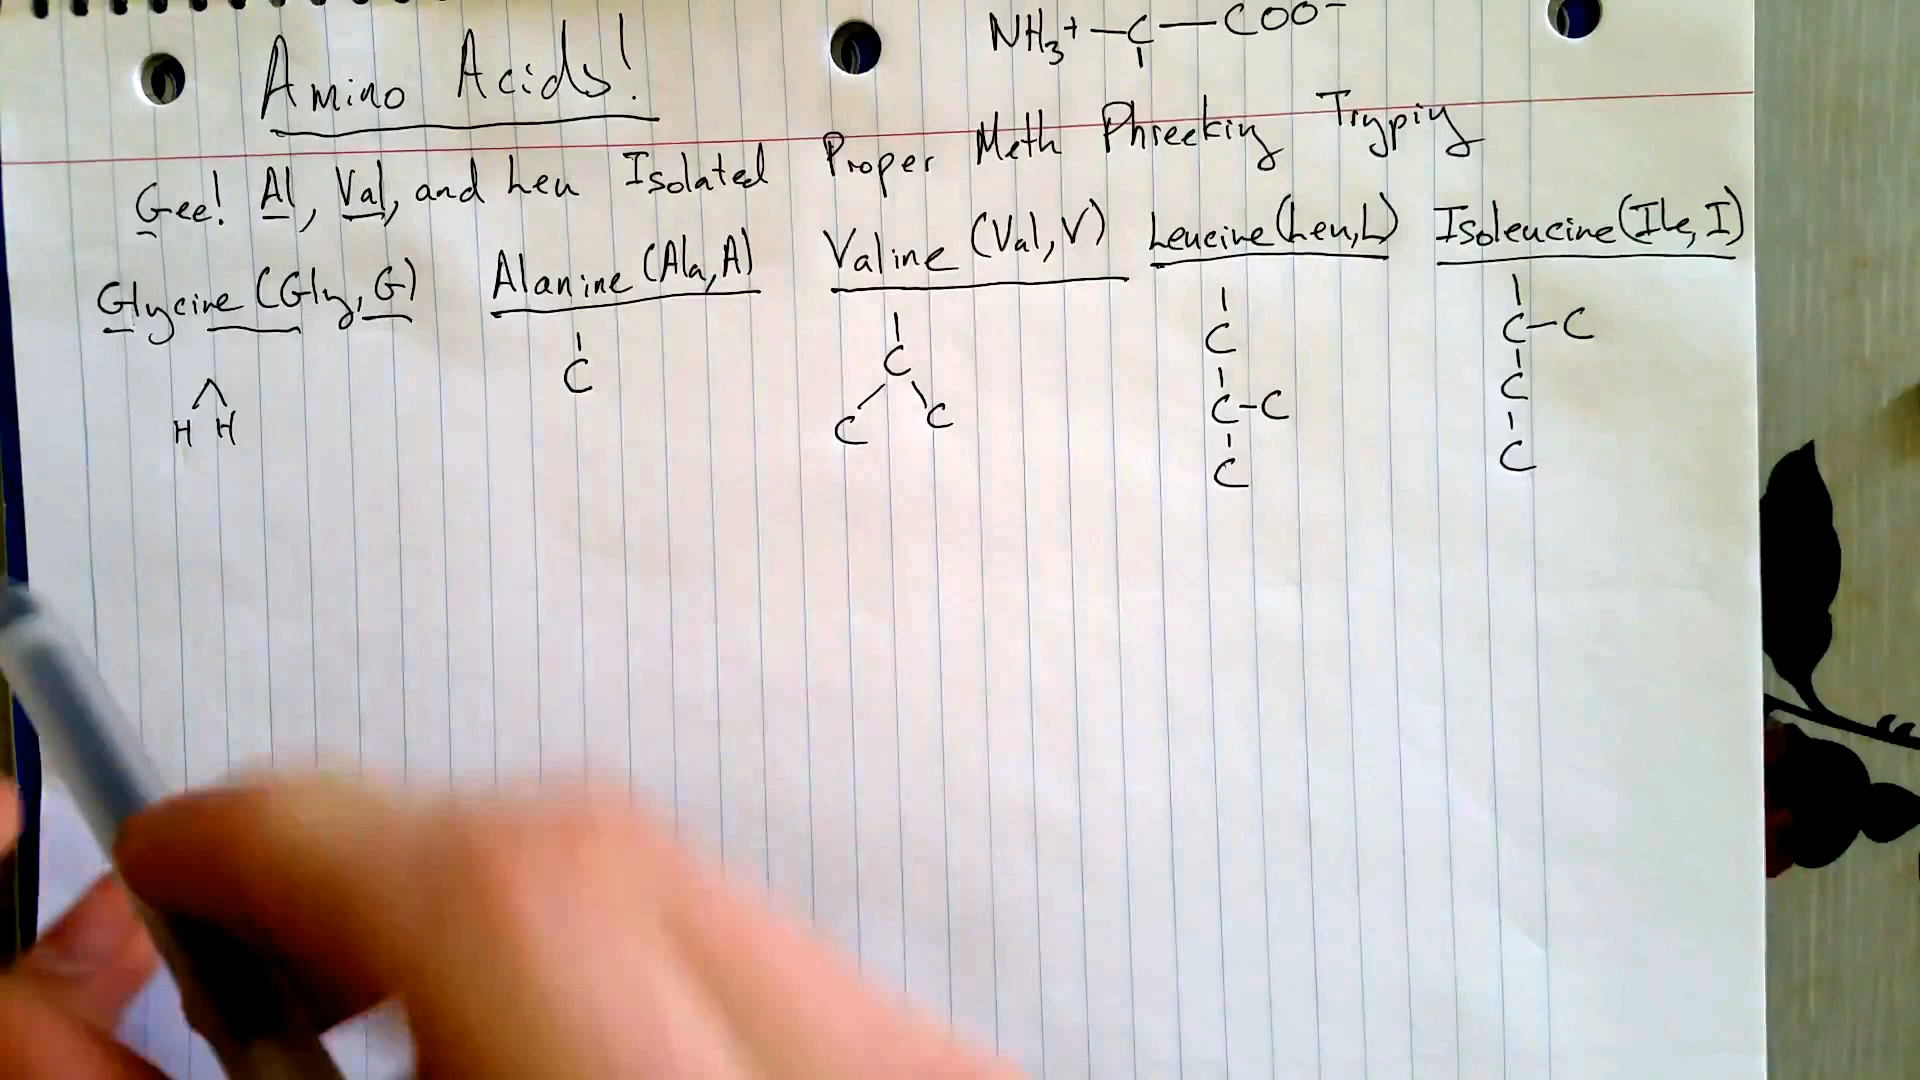 Amino Acids!
NH3+ — C — COO-
Gee! Al, Val, and Leu Isolated Proper Meth Phreeking Trypiy
Glycine (Gly, G) Alanine (Ala, A) Valine (Val, V) Leucine (Leu, L) Isoleucine (Ile, I)
H H
C
C
C C
C
C-C
C
C-C
C
C